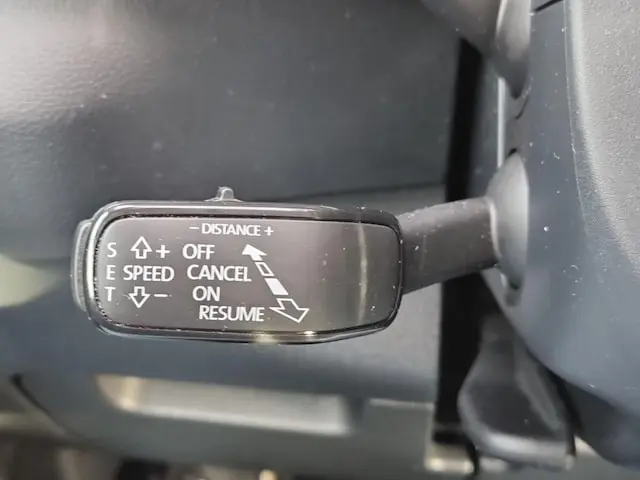 − DISTANCE +
S + OFF
E SPEED CANCEL
T − ON
RESUME